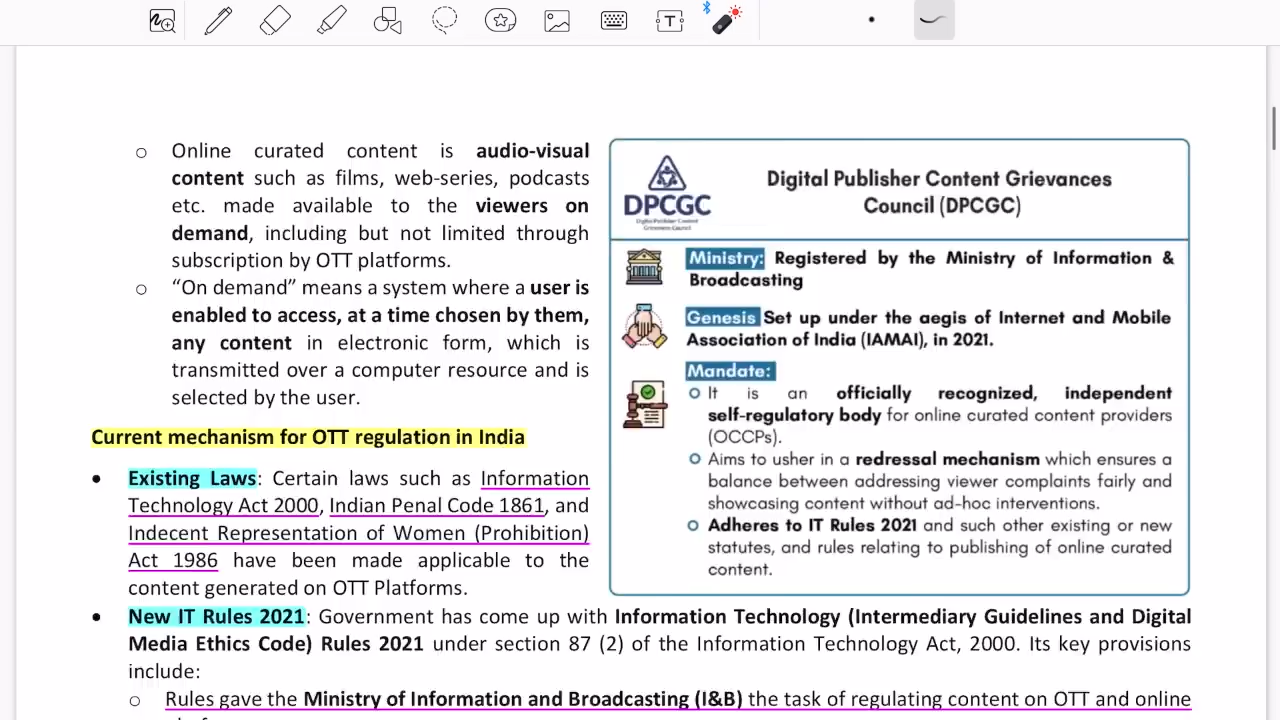 T
○ Online curated content is audio-visual
content such as films, web-series, podcasts
etc. made available to the viewers on
demand, including but not limited through
subscription by OTT platforms.
○ “On demand” means a system where a user is
enabled to access, at a time chosen by them,
any content in electronic form, which is
transmitted over a computer resource and is
selected by the user.
DPCGC
Digital Publisher Content
Grievances Council
Digital Publisher Content Grievances
Council (DPCGC)
Ministry: Registered by the Ministry of Information &
Broadcasting
Genesis Set up under the aegis of Internet and Mobile
Association of India (IAMAI), in 2021.
Mandate:
It is an officially recognized, independent
self-regulatory body for online curated content providers
(OCCPs).
Aims to usher in a redressal mechanism which ensures a
balance between addressing viewer complaints fairly and
showcasing content without ad-hoc interventions.
Adheres to IT Rules 2021 and such other existing or new
statutes, and rules relating to publishing of online curated
content.
Current mechanism for OTT regulation in India
• Existing Laws: Certain laws such as Information
Technology Act 2000, Indian Penal Code 1861, and
Indecent Representation of Women (Prohibition)
Act 1986 have been made applicable to the
content generated on OTT Platforms.
• New IT Rules 2021: Government has come up with Information Technology (Intermediary Guidelines and Digital
Media Ethics Code) Rules 2021 under section 87 (2) of the Information Technology Act, 2000. Its key provisions
include:
○ Rules gave the Ministry of Information and Broadcasting (I&B) the task of regulating content on OTT and online